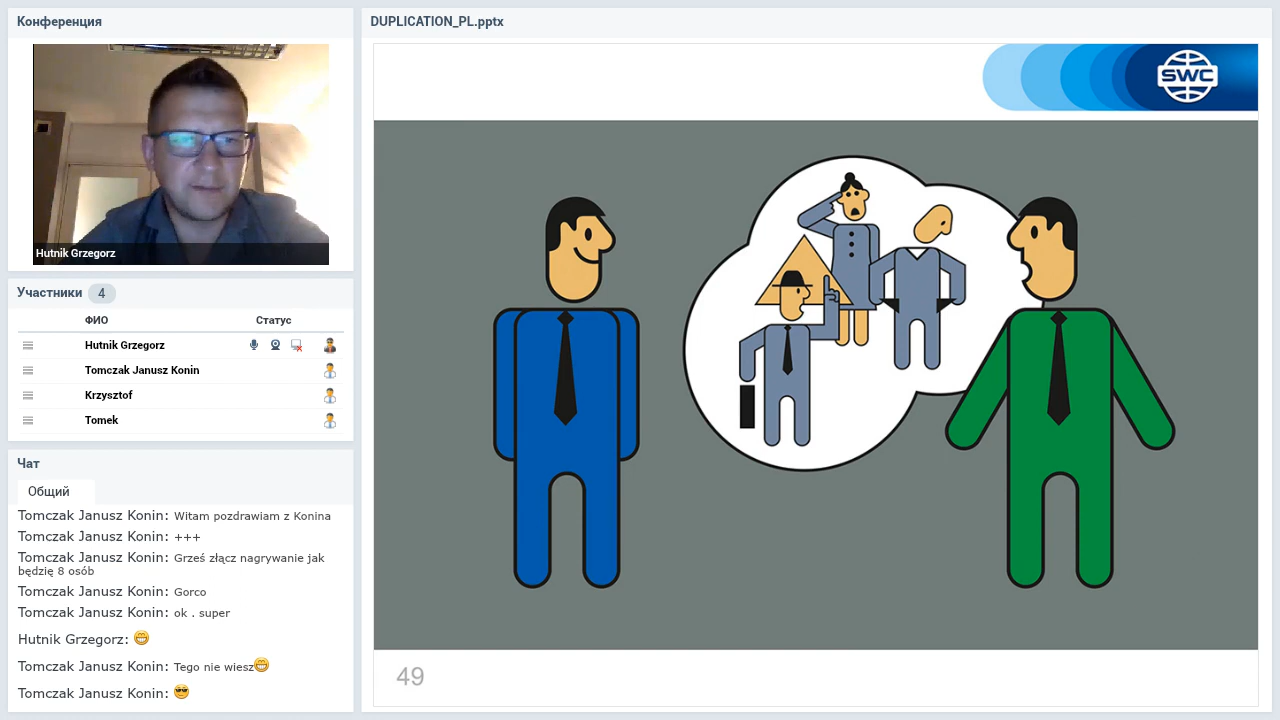 Конференция
Hutnik Grzegorz
Участники 4
ФИО Статус
Hutnik Grzegorz
Tomczak Janusz Konin
Krzysztof
Tomek
Чат
Общий
Tomczak Janusz Konin: Witam pozdrawiam z Konina
Tomczak Janusz Konin: +++
Tomczak Janusz Konin: Grześ złącz nagrywanie jak
będzię 8 osób
Tomczak Janusz Konin: Gorco
Tomczak Janusz Konin: ok . super
Hutnik Grzegorz:
Tomczak Janusz Konin: Tego nie wiesz
Tomczak Janusz Konin:
DUPLICATION_PL.pptx
SWC
49